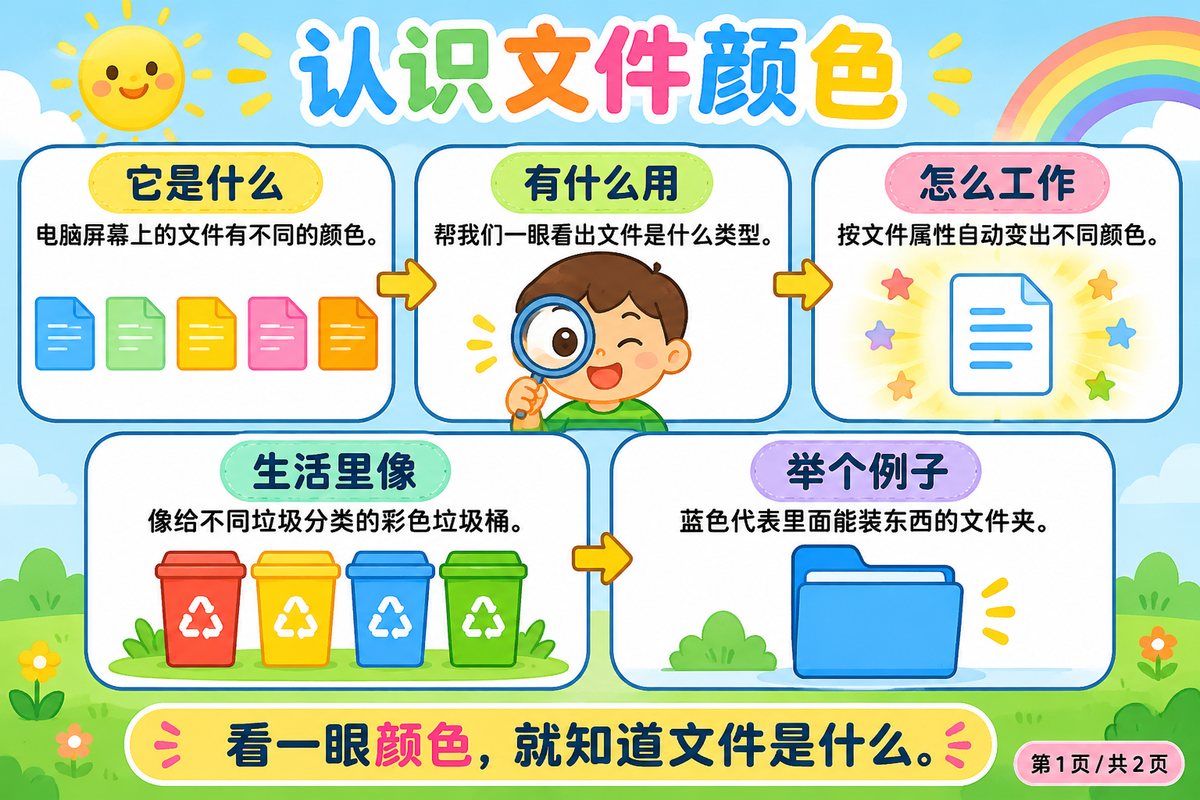 认识文件颜色
它是什么
电脑屏幕上的文件有不同的颜色。
有什么用
帮我们一眼看出文件是什么类型。
怎么工作
按文件属性自动变出不同颜色。
生活里像
像给不同垃圾分类的彩色垃圾桶。
举个例子
蓝色代表里面能装东西的文件夹。
看一眼颜色，就知道文件是什么。
第1页/共2页